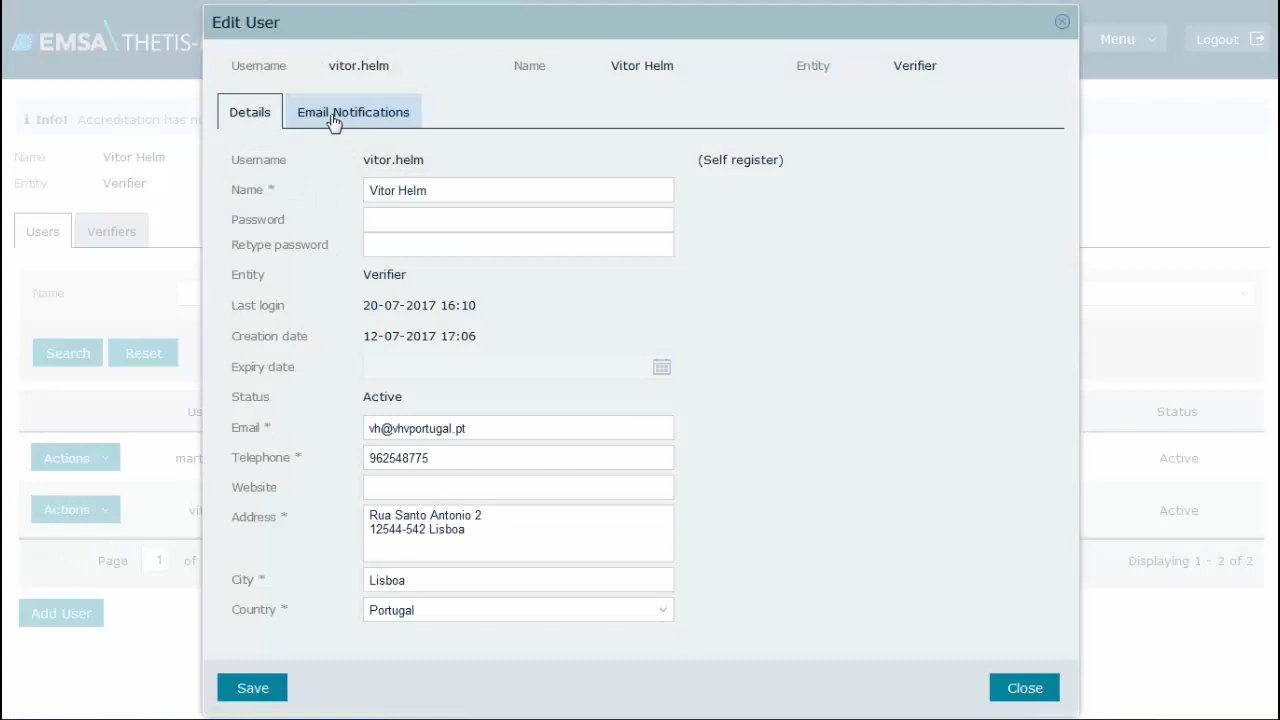 Edit User
EMSA THETIS-
Menu
Logout
Username vitor.helm Name Vitor Helm Entity Verifier
Details Email Notifications
Info! Accreditation has
Name Vitor Helm
Entity Verifier
Users Verifiers
Name
Search Reset
Username vitor.helm (Self register)
Name * Vitor Helm
Password
Retype password
Entity Verifier
Last login 20-07-2017 16:10
Creation date 12-07-2017 17:06
Expiry date
Status Active
Email * vh@vhvportugal.pt
Telephone * 962548775
Website
Address * Rua Santo Antonio 2
12544-542 Lisboa
City * Lisboa
Country * Portugal
Status
Actions Active
Actions Active
Page 1 of
Displaying 1 - 2 of 2
Add User
Save Close